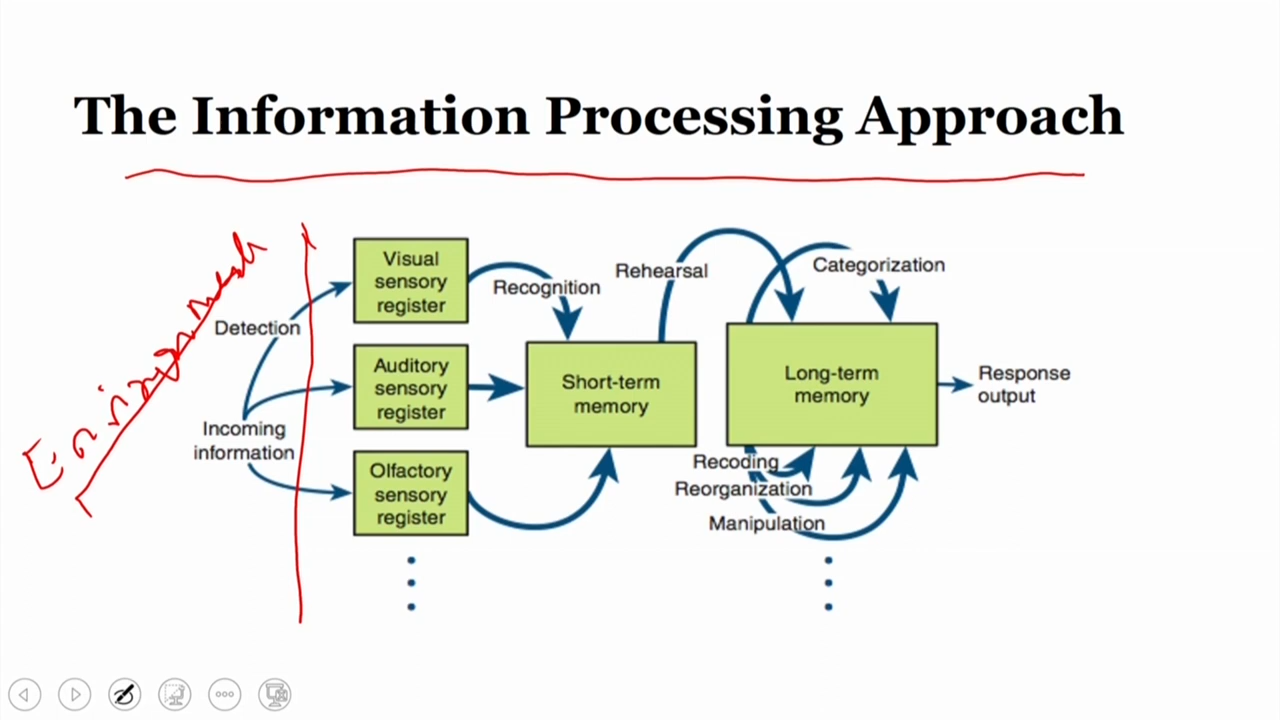 The Information Processing Approach
Environment
Detection
Incoming
information
Visual
sensory
register
Auditory
sensory
register
Olfactory
sensory
register
Recognition
Short-term
memory
Rehearsal
Categorization
Long-term
memory
Recoding
Reorganization
Manipulation
Response
output